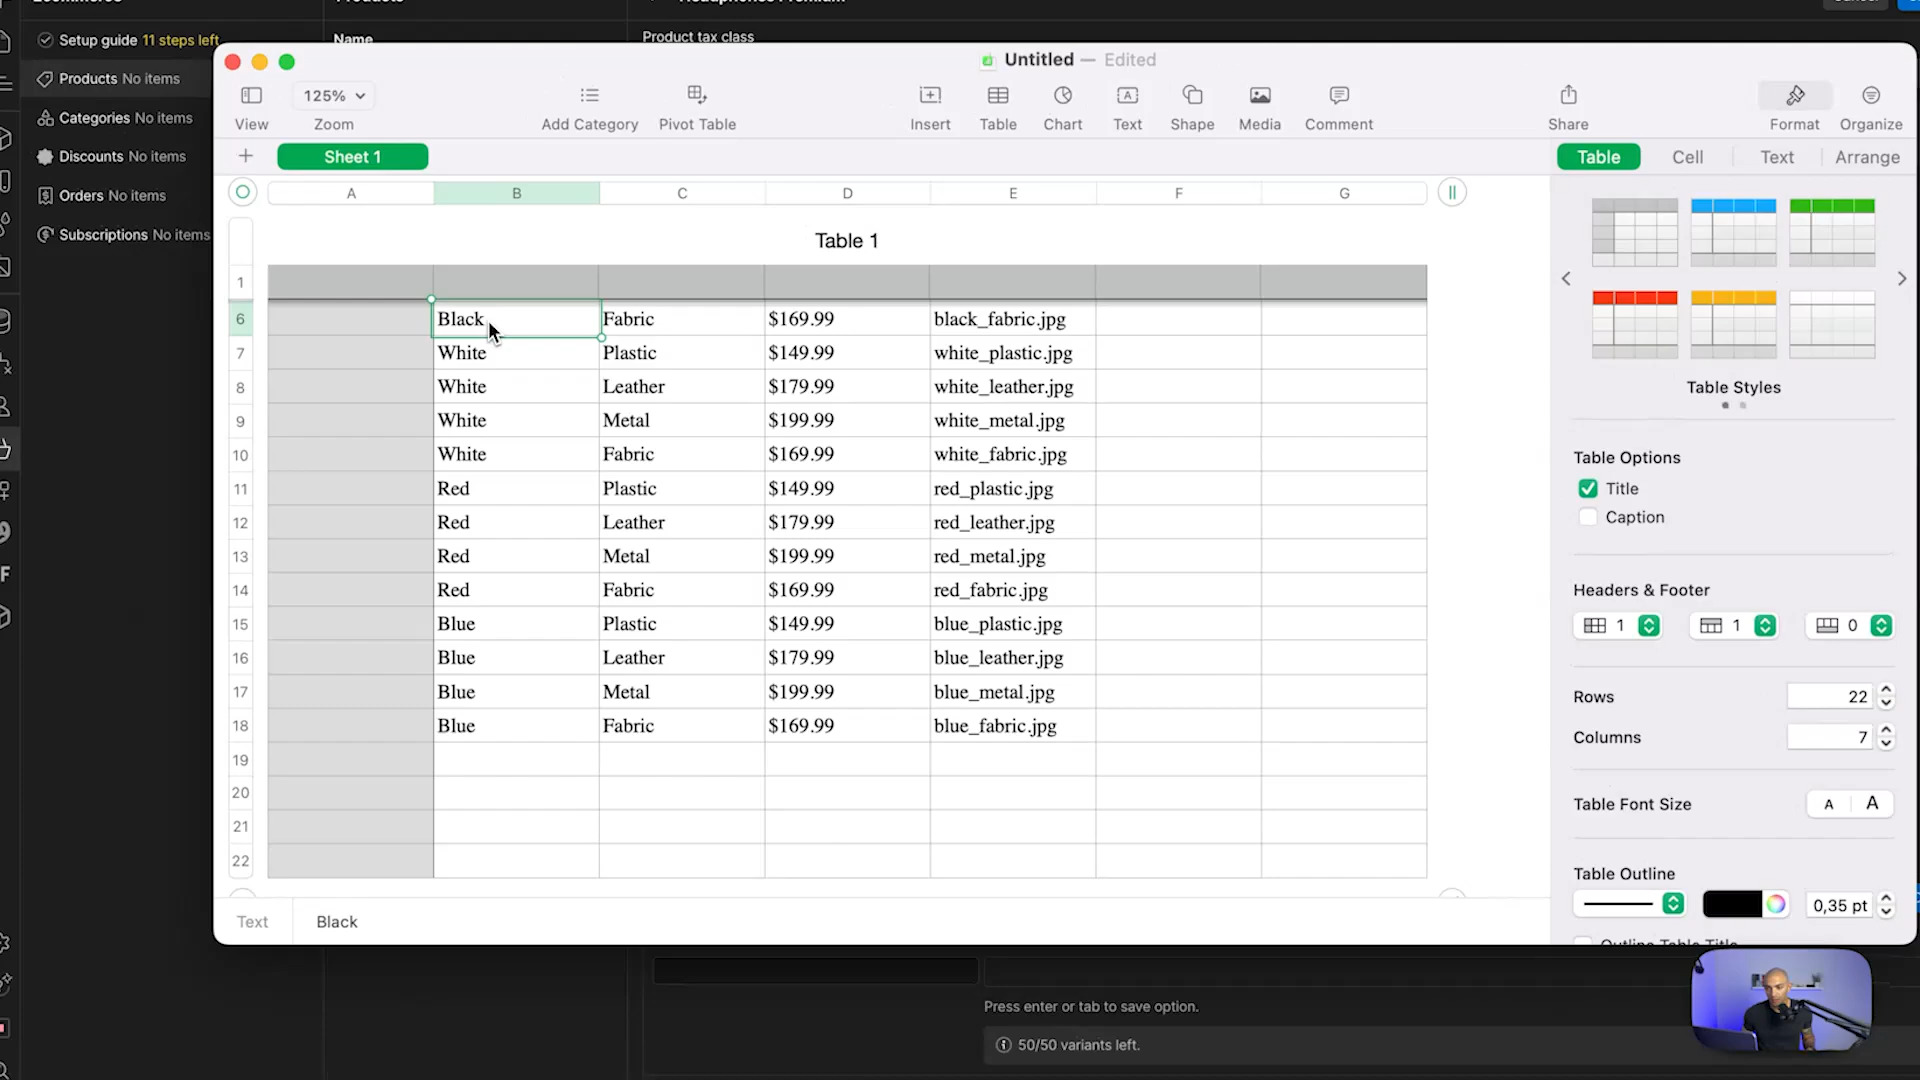 Ecommerce
Products
Headphones Premium
Cancel
Setup guide 11 steps left
Name
Product tax class
Products No items
Categories No items
Discounts No items
Orders No items
Subscriptions No items
Untitled — Edited
125%
View
Zoom
Add Category
Pivot Table
Insert
Table
Chart
Text
Shape
Media
Comment
Share
Format
Organize
Sheet 1
Table
Cell
Text
Arrange
A B C D E F G
Table 1
1
6 Black Fabric $169.99 black_fabric.jpg
7 White Plastic $149.99 white_plastic.jpg
8 White Leather $179.99 white_leather.jpg
9 White Metal $199.99 white_metal.jpg
10 White Fabric $169.99 white_fabric.jpg
11 Red Plastic $149.99 red_plastic.jpg
12 Red Leather $179.99 red_leather.jpg
13 Red Metal $199.99 red_metal.jpg
14 Red Fabric $169.99 red_fabric.jpg
15 Blue Plastic $149.99 blue_plastic.jpg
16 Blue Leather $179.99 blue_leather.jpg
17 Blue Metal $199.99 blue_metal.jpg
18 Blue Fabric $169.99 blue_fabric.jpg
19
20
21
22
Text
Black
Table Styles
Table Options
Title
Caption
Headers & Footer
1 1 0
Rows 22
Columns 7
Table Font Size A A
Table Outline
0,35 pt
Outline Table Title
Press enter or tab to save option.
50/50 variants left.